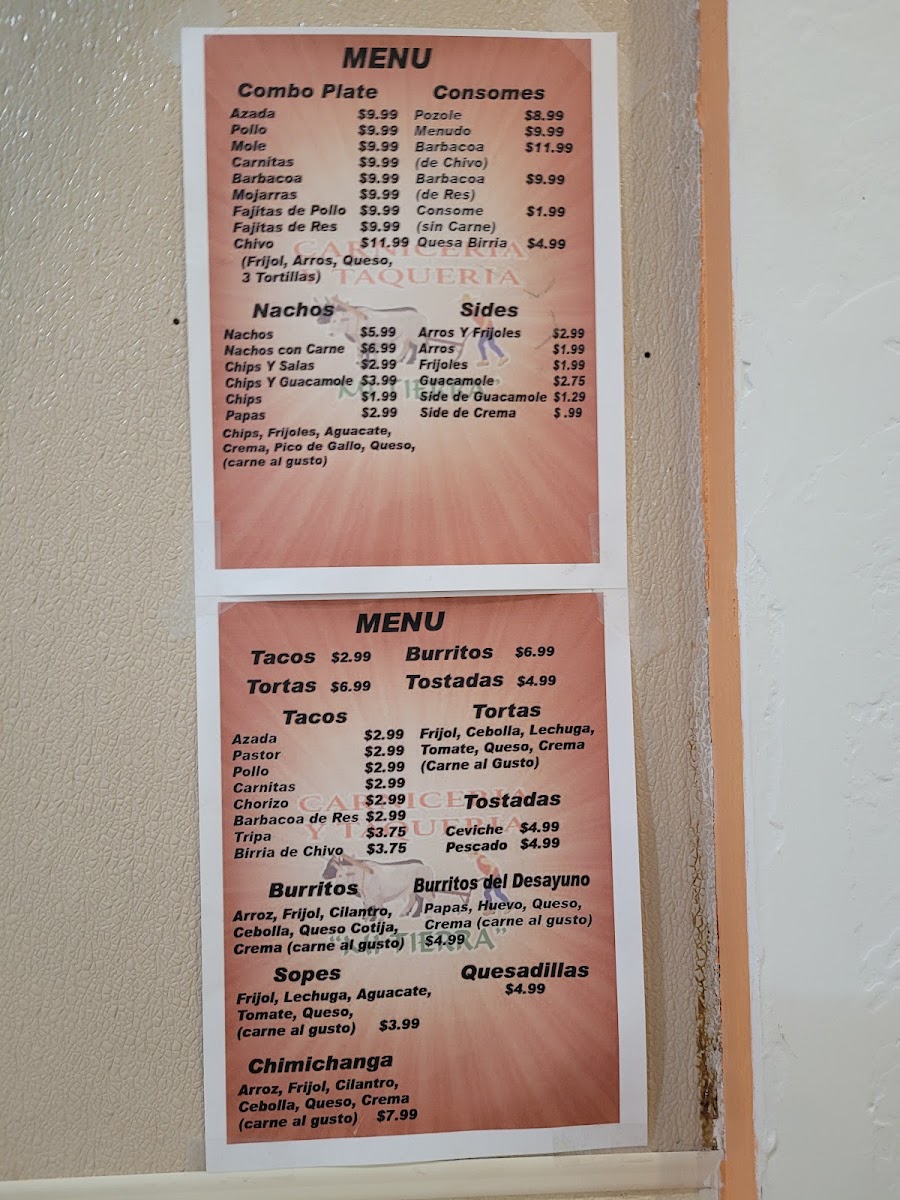 MENU
Combo Plate
Azada $9.99
Pollo $9.99
Mole $9.99
Carnitas $9.99
Barbacoa $9.99
Mojarras $9.99
Fajitas de Pollo $9.99
Fajitas de Res $9.99
Chivo $11.99
(Frijol, Arros, Queso,
3 Tortillas)
Consomes
Pozole $8.99
Menudo $9.99
Barbacoa $11.99
(de Chivo)
Barbacoa $9.99
(de Res)
Consome $1.99
(sin Carne)
Quesa Birria $4.99
CARNICERIA
Y TAQUERIA
"MI TIERRA"
Nachos
Nachos $5.99
Nachos con Carne $6.99
Chips Y Salas $2.99
Chips Y Guacamole $3.99
Chips $1.99
Papas $2.99
Chips, Frijoles, Aguacate,
Crema, Pico de Gallo, Queso,
(carne al gusto)
Sides
Arros Y Frijoles $2.99
Arros $1.99
Frijoles $1.99
Guacamole $2.75
Side de Guacamole $1.29
Side de Crema $ .99
MENU
Tacos $2.99 Burritos $6.99
Tortas $6.99 Tostadas $4.99
Tacos
Azada $2.99
Pastor $2.99
Pollo $2.99
Carnitas $2.99
Chorizo $2.99
Barbacoa de Res $2.99
Tripa $3.75
Birria de Chivo $3.75
Tortas
Frijol, Cebolla, Lechuga,
Tomate, Queso, Crema
(Carne al Gusto)
Tostadas
Ceviche $4.99
Pescado $4.99
CARNICERIA
Y TAQUERIA
"MI TIERRA"
Burritos
Arroz, Frijol, Cilantro,
Cebolla, Queso Cotija,
Crema (carne al gusto)
Burritos del Desayuno
Papas, Huevo, Queso,
Crema (carne al gusto)
$4.99
Sopes
Frijol, Lechuga, Aguacate,
Tomate, Queso,
(carne al gusto) $3.99
Quesadillas
$4.99
Chimichanga
Arroz, Frijol, Cilantro,
Cebolla, Queso, Crema
(carne al gusto) $7.99